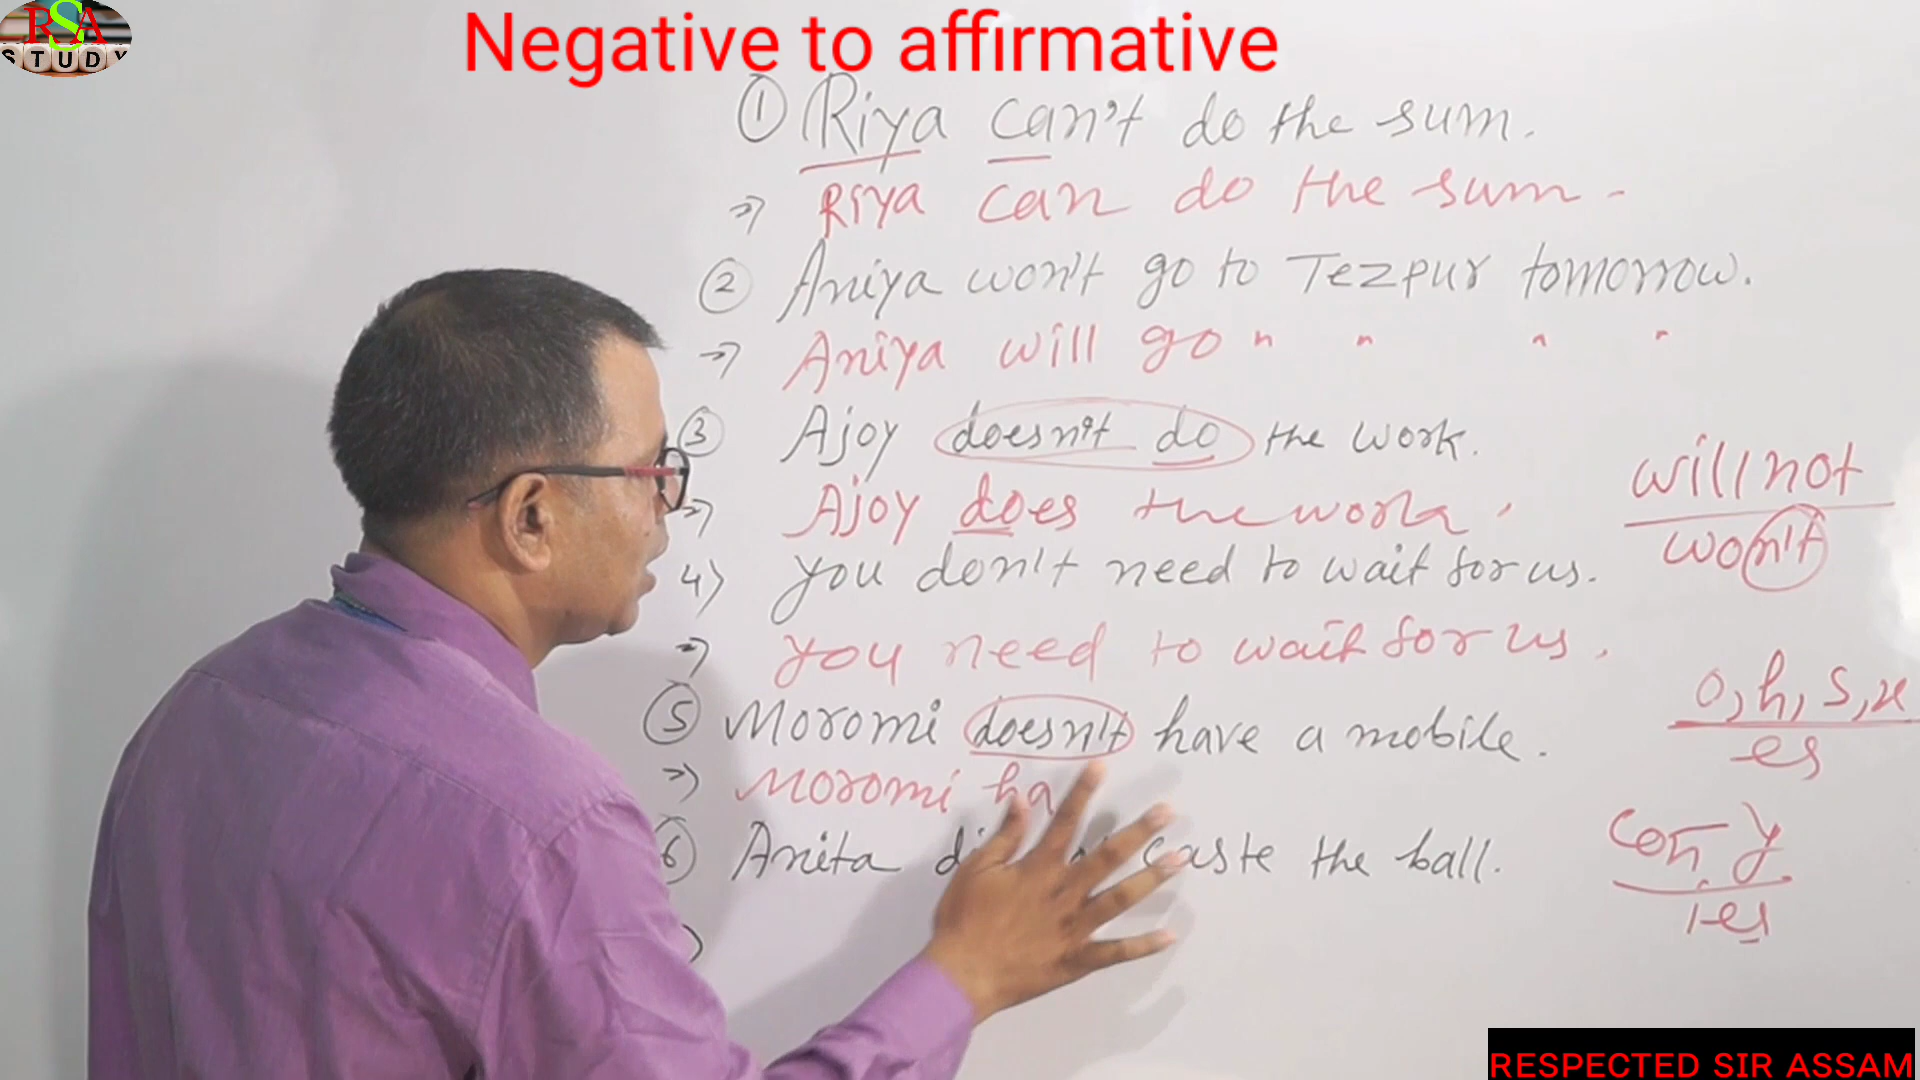 RSA
STUDY
Negative to affirmative
① Riya can't do the sum.
Riya can do the sum.
② Aniya won't go to Tezpur tomorrow.
Aniya will go " " " "
③ Ajoy doesn't do the work.
Ajoy does the work.
4) you don't need to wait for us.
you need to wait for us.
⑤ Moromi doesn't have a mobile.
Moromi ha
⑥ Anita caste the ball.
will not
won't
o, h, s, x
es
con y
ies
RESPECTED SIR ASSAM